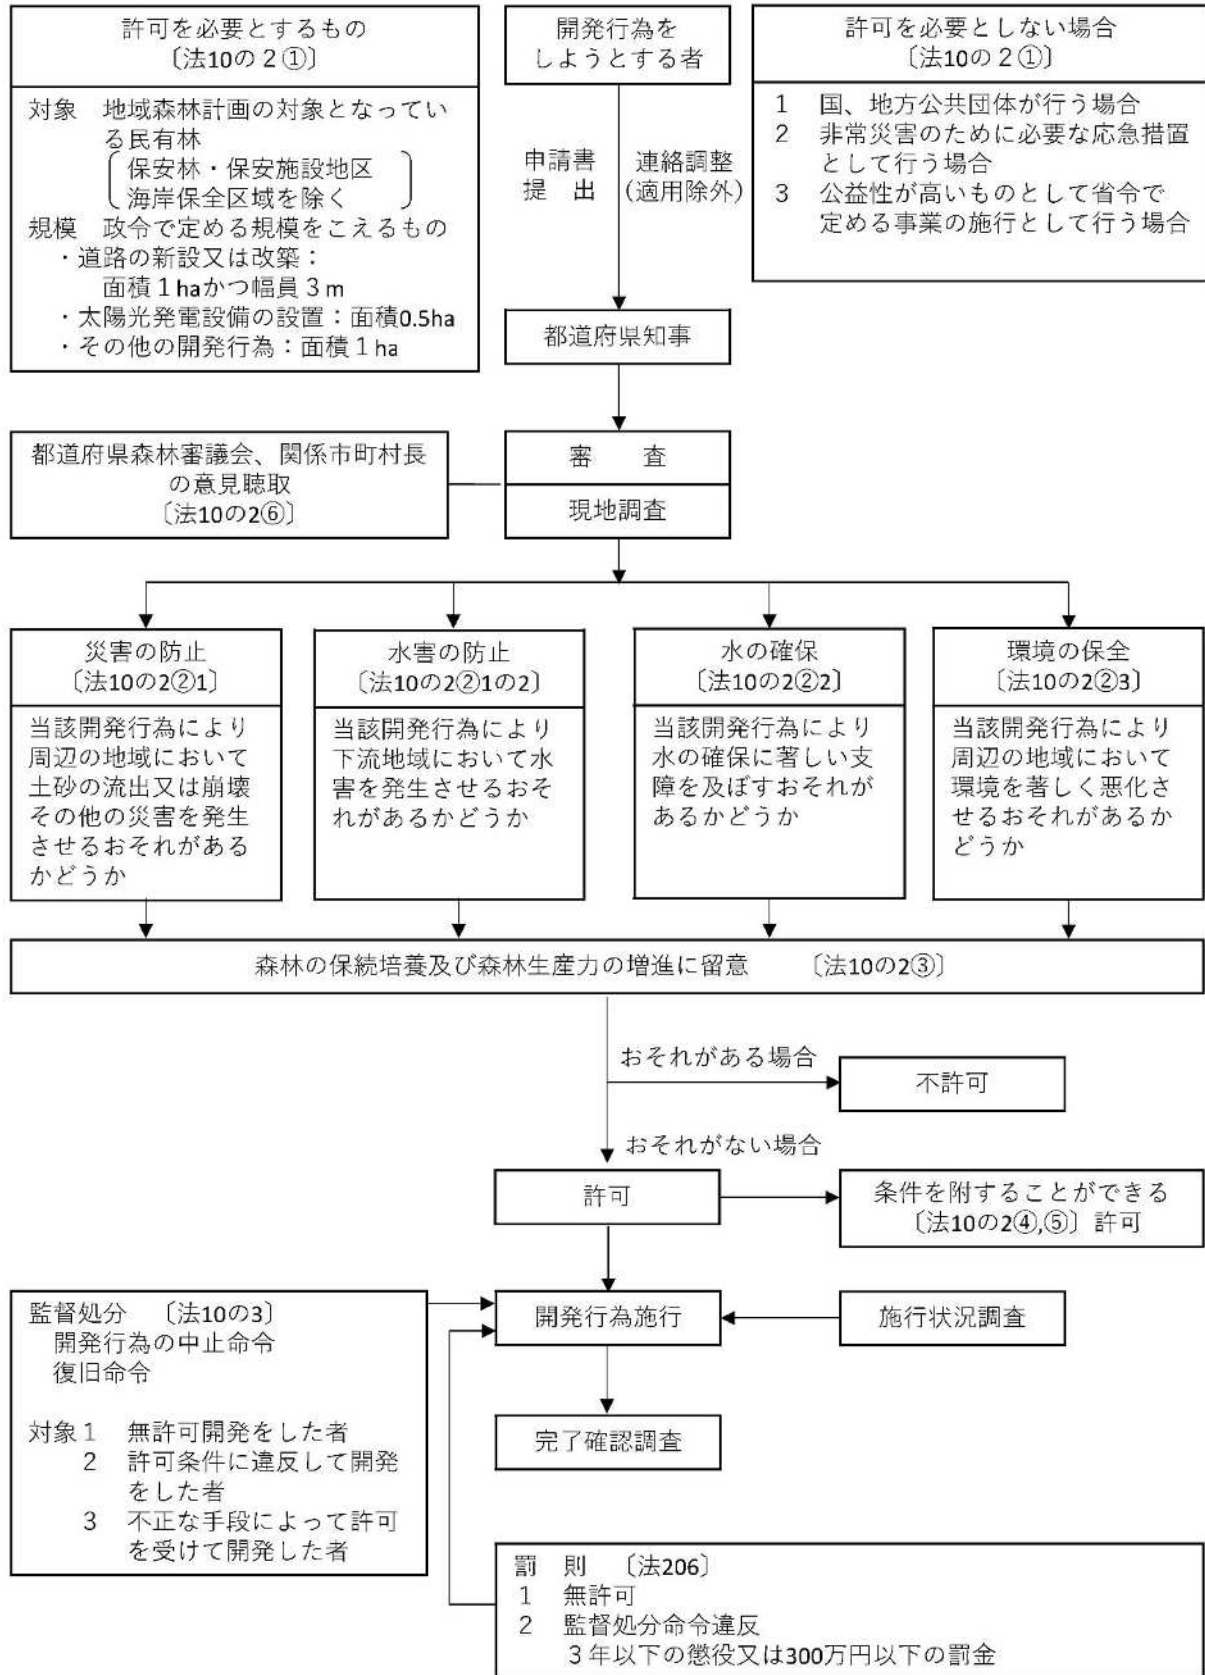 許可を必要とするもの
〔法10の２①〕
対象　地域森林計画の対象となってい
る民有林
保安林・保安施設地区
海岸保全区域を除く
規模　政令で定める規模をこえるもの
・道路の新設又は改築：
面積１haかつ幅員３m
・太陽光発電設備の設置：面積0.5ha
・その他の開発行為：面積１ha
開発行為を
しようとする者
申請書
提　出
連絡調整
(適用除外)
許可を必要としない場合
〔法10の２①〕
1　国、地方公共団体が行う場合
2　非常災害のために必要な応急措置
として行う場合
3　公益性が高いものとして省令で
定める事業の施行として行う場合
都道府県知事
都道府県森林審議会、関係市町村長
の意見聴取
〔法10の2⑥〕
審　　査
現地調査
災害の防止
〔法10の2②1〕
当該開発行為により
周辺の地域において
土砂の流出又は崩壊
その他の災害を発生
させるおそれがある
かどうか
水害の防止
〔法10の2②1の2〕
当該開発行為により
下流地域において水
害を発生させるおそ
れがあるかどうか
水の確保
〔法10の2②2〕
当該開発行為により
水の確保に著しい支
障を及ぼすおそれが
あるかどうか
環境の保全
〔法10の2②3〕
当該開発行為により
周辺の地域において
環境を著しく悪化さ
せるおそれがあるか
どうか
森林の保続培養及び森林生産力の増進に留意　　〔法10の2③〕
おそれがある場合
不許可
おそれがない場合
許可
条件を附することができる
〔法10の2④,⑤〕許可
監督処分　〔法10の3〕
開発行為の中止命令
復旧命令
対象１　無許可開発をした者
２　許可条件に違反して開発
をした者
３　不正な手段によって許可
を受けて開発した者
開発行為施行
施行状況調査
完了確認調査
罰　則　〔法206〕
１　無許可
２　監督処分命令違反
３年以下の懲役又は300万円以下の罰金